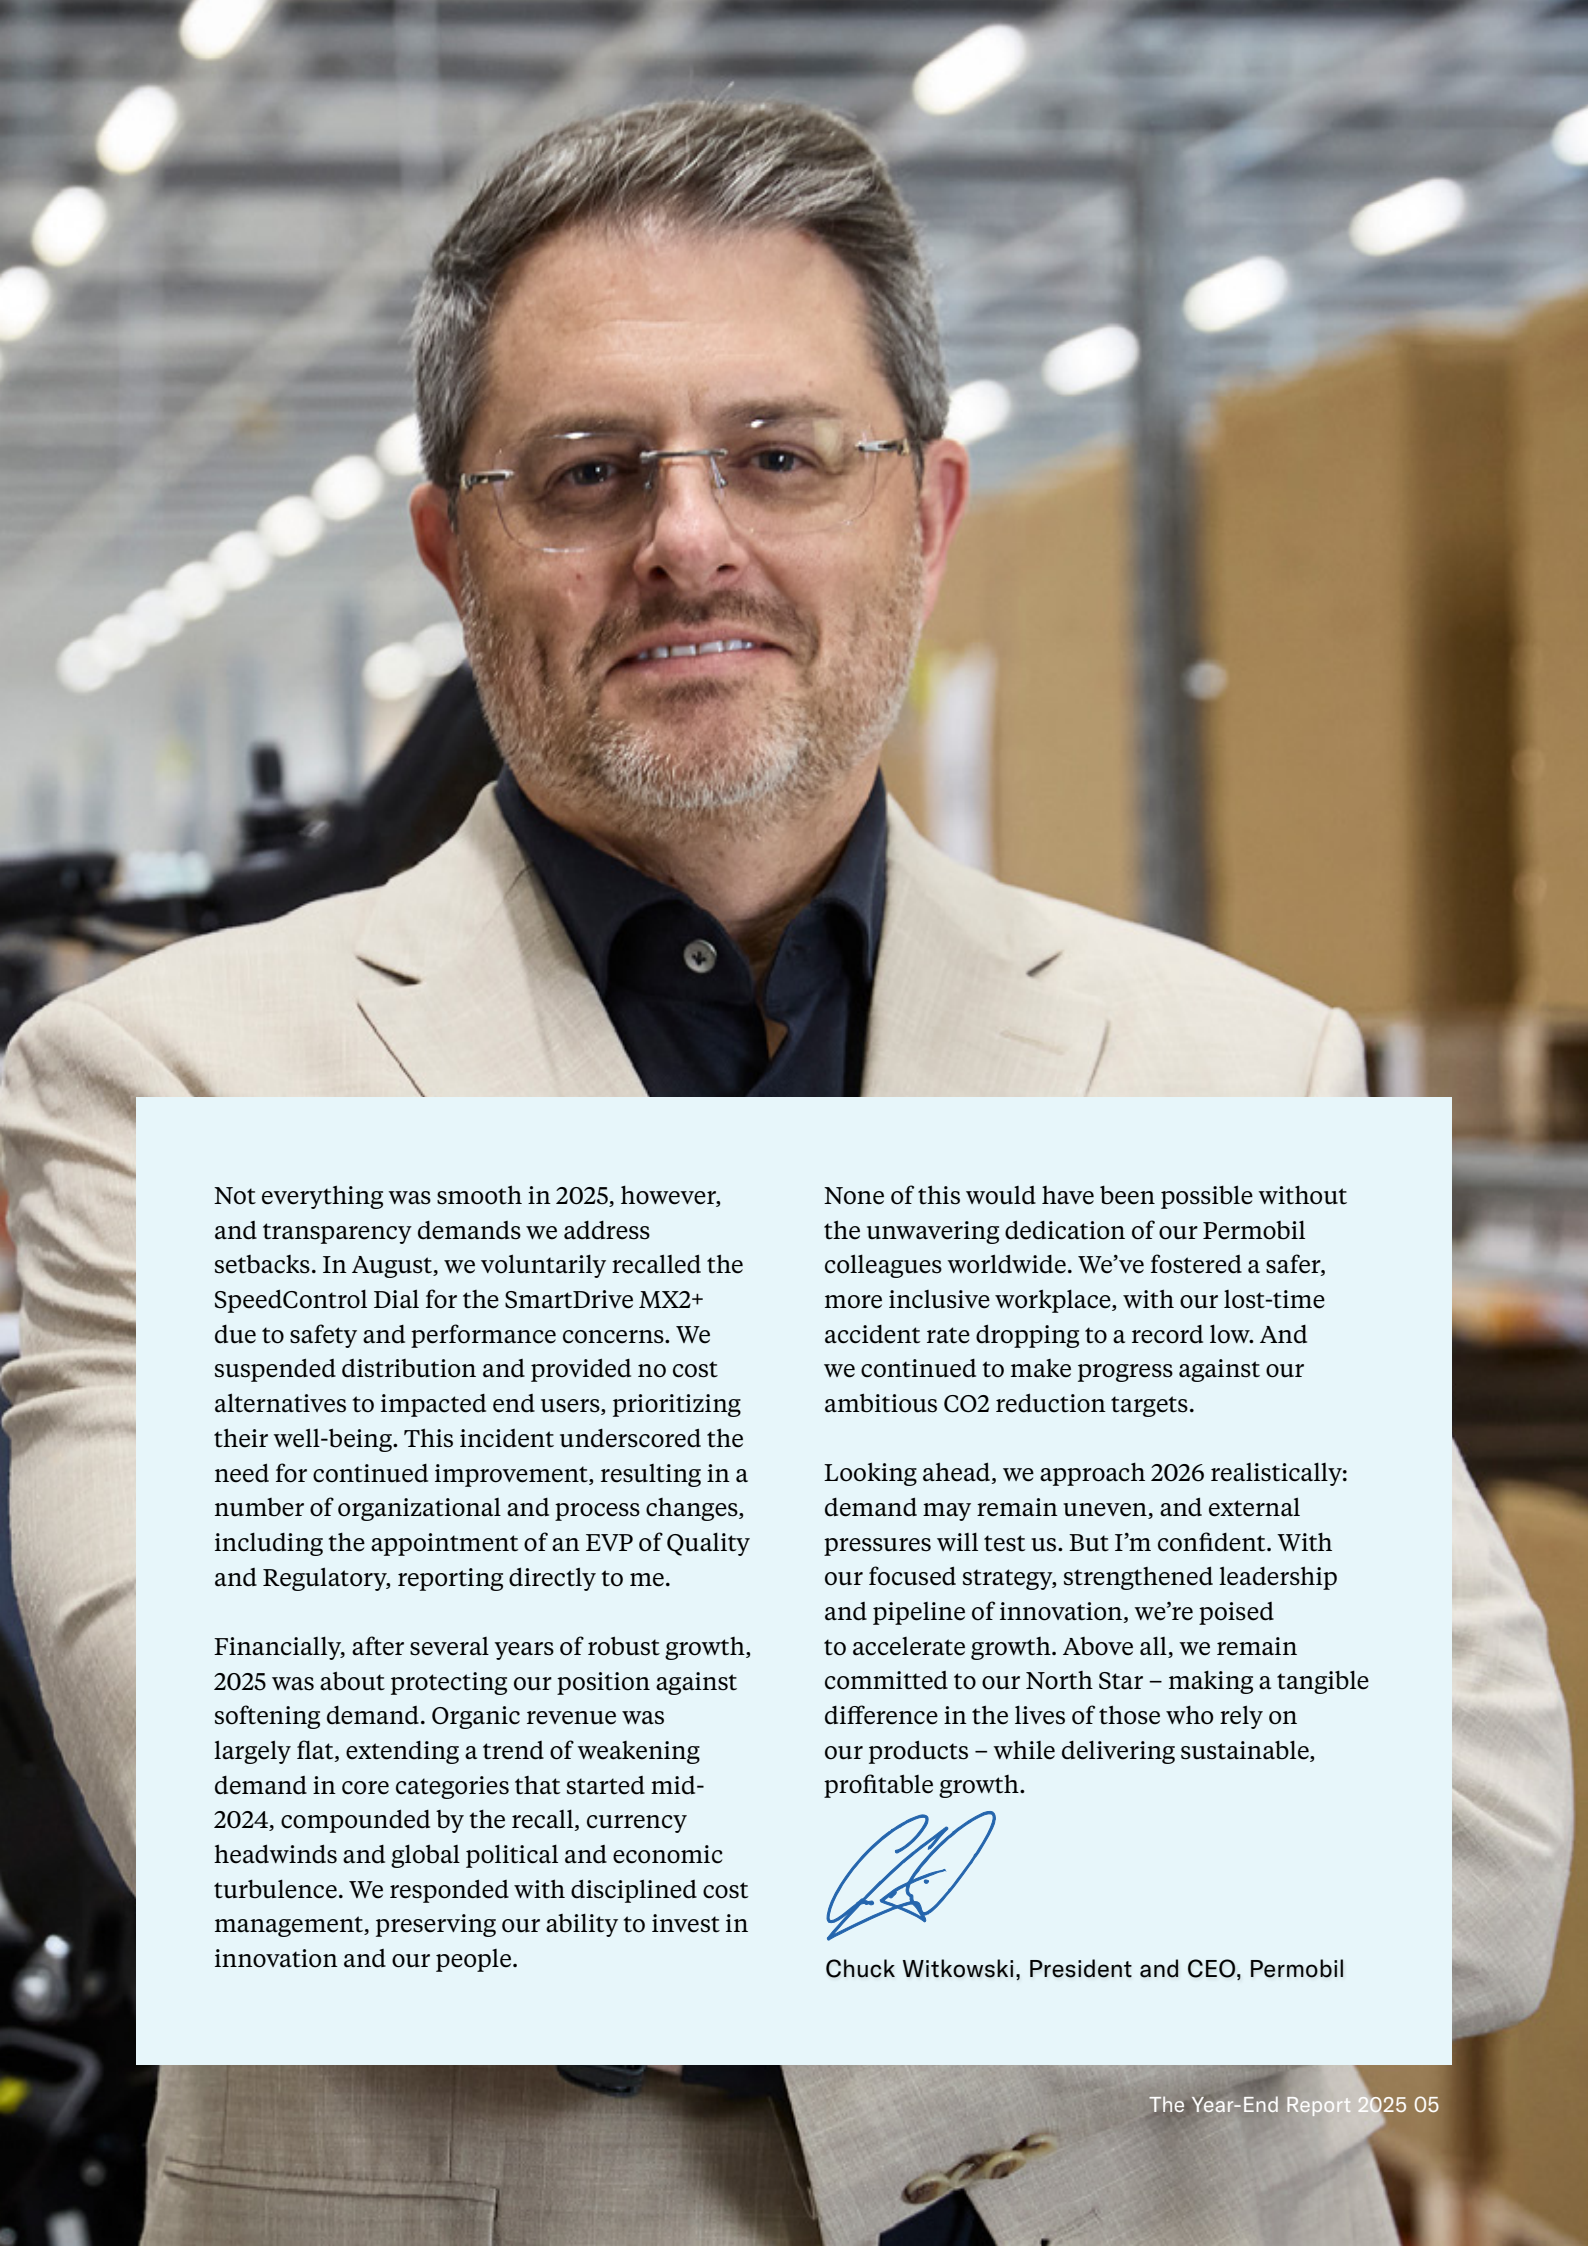 Not everything was smooth in 2025, however,
and transparency demands we address
setbacks. In August, we voluntarily recalled the
SpeedControl Dial for the SmartDrive MX2+
due to safety and performance concerns. We
suspended distribution and provided no cost
alternatives to impacted end users, prioritizing
their well-being. This incident underscored the
need for continued improvement, resulting in a
number of organizational and process changes,
including the appointment of an EVP of Quality
and Regulatory, reporting directly to me.
Financially, after several years of robust growth,
2025 was about protecting our position against
softening demand. Organic revenue was
largely flat, extending a trend of weakening
demand in core categories that started mid-
2024, compounded by the recall, currency
headwinds and global political and economic
turbulence. We responded with disciplined cost
management, preserving our ability to invest in
innovation and our people.
None of this would have been possible without
the unwavering dedication of our Permobil
colleagues worldwide. We’ve fostered a safer,
more inclusive workplace, with our lost-time
accident rate dropping to a record low. And
we continued to make progress against our
ambitious CO2 reduction targets.
Looking ahead, we approach 2026 realistically:
demand may remain uneven, and external
pressures will test us. But I’m confident. With
our focused strategy, strengthened leadership
and pipeline of innovation, we’re poised
to accelerate growth. Above all, we remain
committed to our North Star – making a tangible
difference in the lives of those who rely on
our products – while delivering sustainable,
profitable growth.
Chuck Witkowski, President and CEO, Permobil
The Year-End Report 2025 05